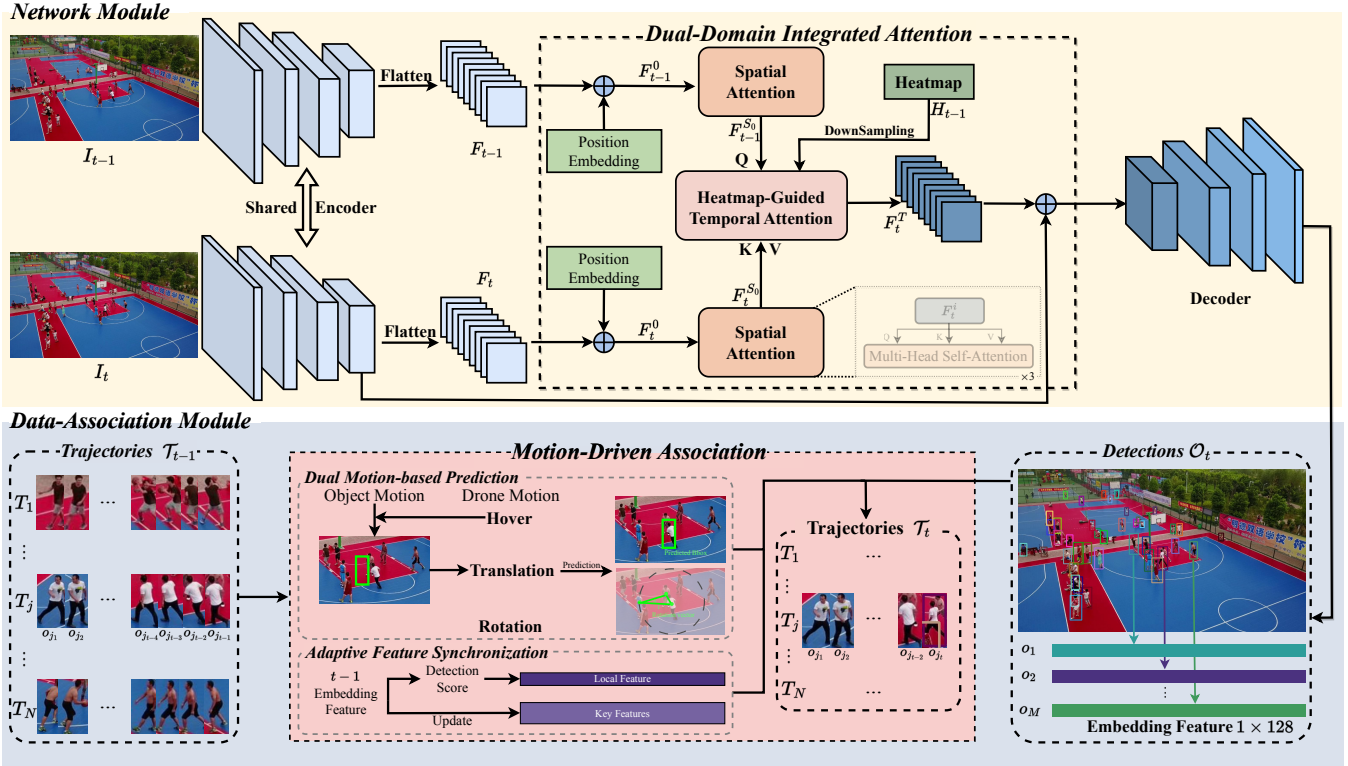 Network Module
Dual-Domain Integrated Attention
I_{t-1}
Flatten
F_{t-1}
F^0_{t-1}
Position
Embedding
Spatial
Attention
F^{S_0}_{t-1}
Q
Heatmap
H_{t-1}
DownSampling
Heatmap-Guided
Temporal Attention
K V
F^T_t
Shared Encoder
I_t
Flatten
F_t
Position
Embedding
F^0_t
Spatial
Attention
F^{S_0}_t
F^i_t
Q K V
Multi-Head Self-Attention
×3
Decoder
Data-Association Module
Trajectories 𝒯_{t-1}
T_1 ...
⋮
T_j ...
o_{j_1} o_{j_2} o_{j_{t-4}} o_{j_{t-3}} o_{j_{t-2}} o_{j_{t-1}}
⋮
T_N ...
Motion-Driven Association
Dual Motion-based Prediction
Object Motion Drone Motion
Hover
Translation
Prediction
Predicted Bbox
Rotation
Adaptive Feature Synchronization
t − 1
Embedding
Feature
Detection
Score
Local Feature
Update
Key Features
Trajectories 𝒯_t
T_1 ...
⋮
T_j ...
o_{j_1} o_{j_2} o_{j_{t-2}} o_{j_t}
⋮
T_N ...
Detections 𝒪_t
o_1
o_2
⋮
o_M
Embedding Feature 1 × 128